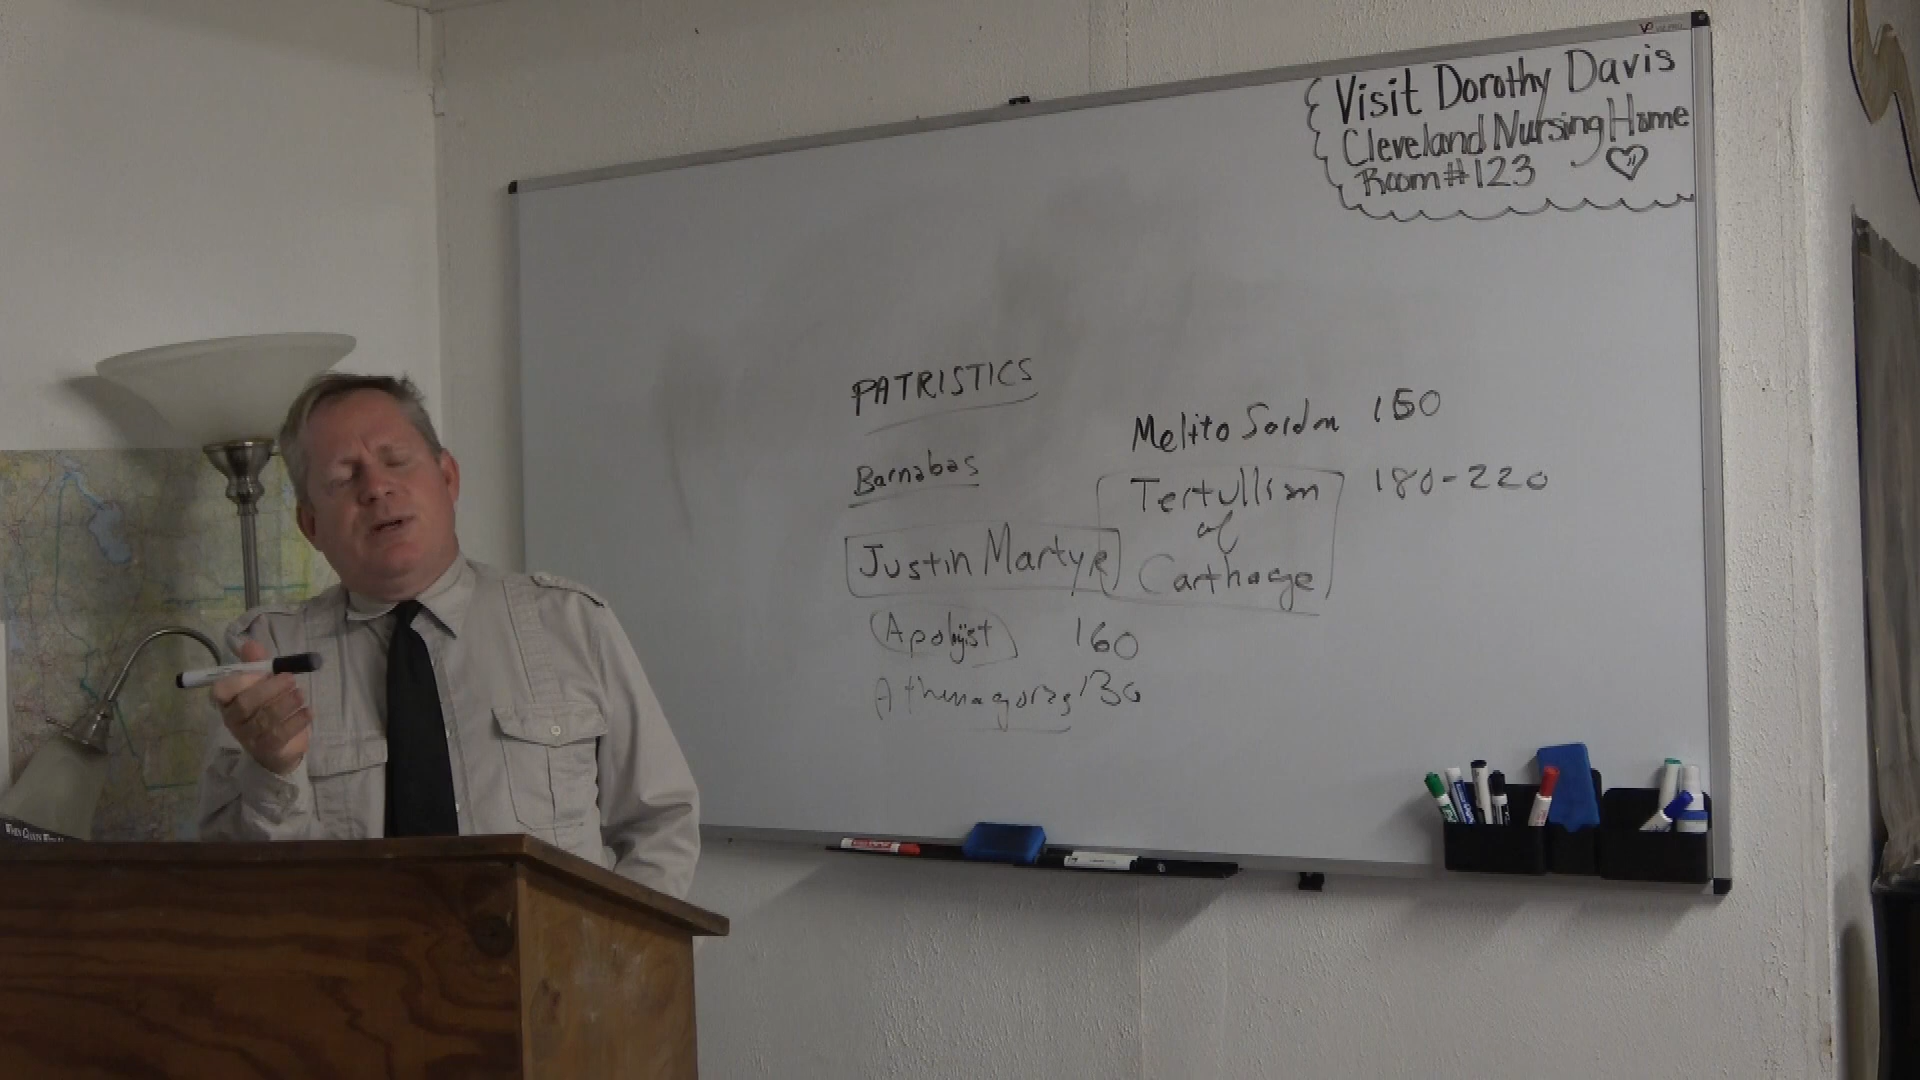 Visit Dorothy Davis
Cleveland Nursing Home
Room #123
PATRISTICS
Barnabas
Justin Martyr
(Apologist) 160
Athenagoras 130
Melito 150
Tertullian 180-220
of
Carthage